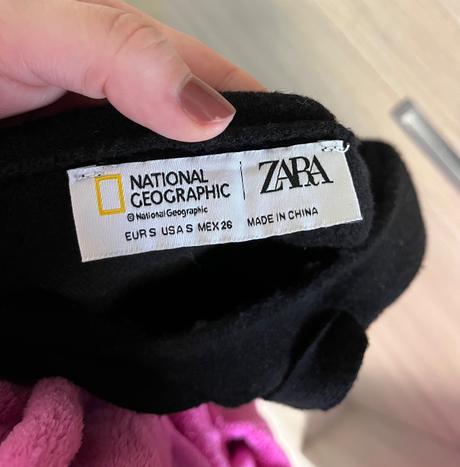 NATIONAL
GEOGRAPHIC
© National Geographic
ZARA
EUR S USA S MEX 26 MADE IN CHINA